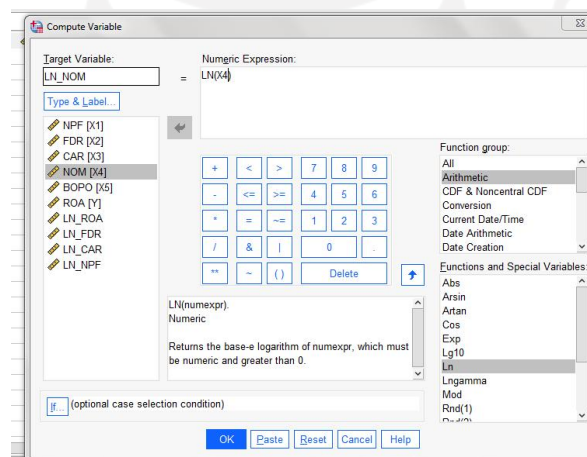 Compute Variable
Target Variable:
LN_NOM
=
Numeric Expression:
LN(X4)
Type & Label...
NPF [X1]
FDR [X2]
CAR [X3]
NOM [X4]
BOPO [X5]
ROA [Y]
LN_ROA
LN_FDR
LN_CAR
LN_NPF
+ < > 7 8 9
- <= >= 4 5 6
* = ~= 1 2 3
/ & | 0 .
** ~ ( ) Delete
Function group:
All
Arithmetic
CDF & Noncentral CDF
Conversion
Current Date/Time
Date Arithmetic
Date Creation
LN(numexpr).
Numeric
Returns the base-e logarithm of numexpr, which must
be numeric and greater than 0.
Functions and Special Variables:
Abs
Arsin
Artan
Cos
Exp
Lg10
Ln
Lngamma
Mod
Rnd(1)
If... (optional case selection condition)
OK Paste Reset Cancel Help